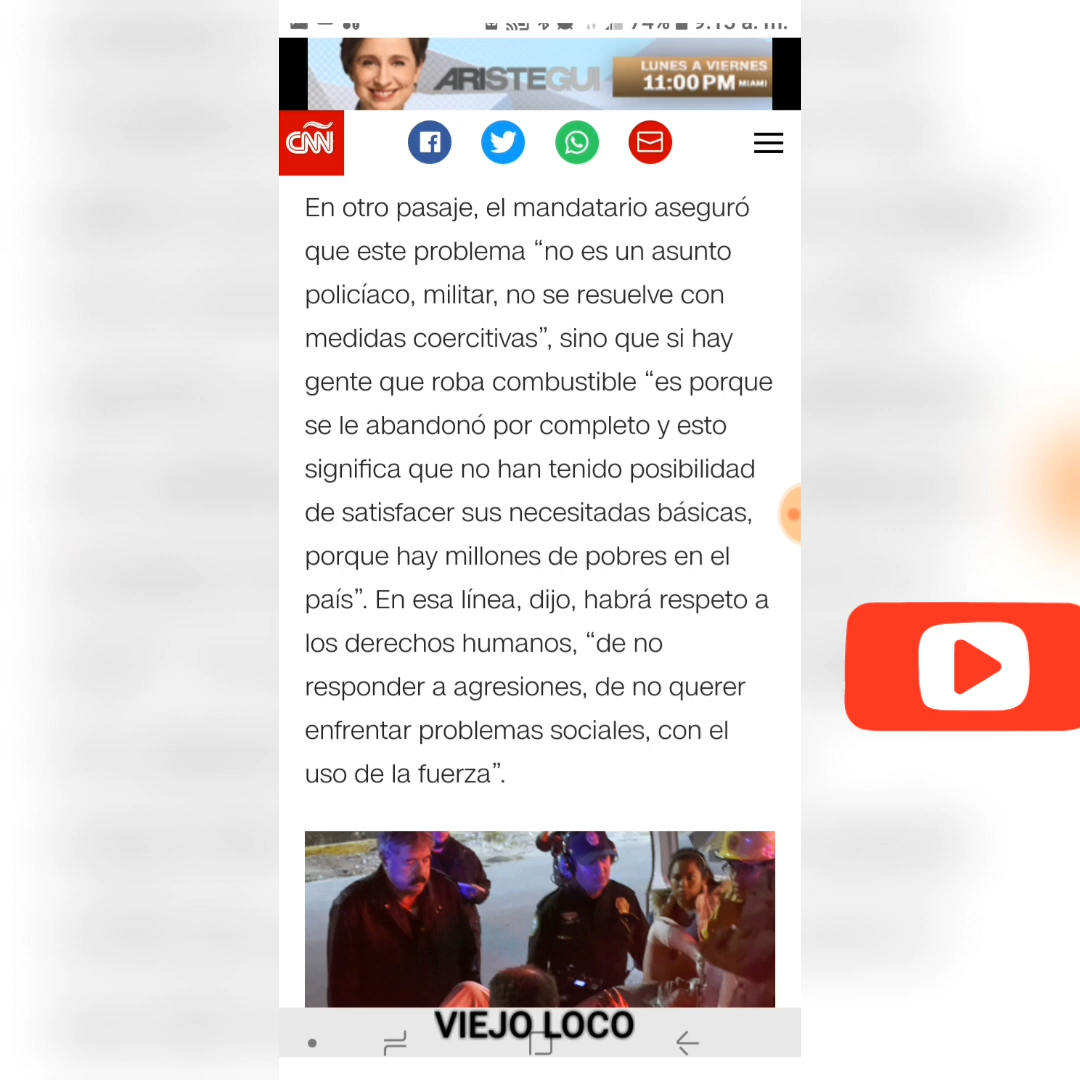 ARISTEGUI
LUNES A VIERNES
11:00 PM MIAMI
CNN
En otro pasaje, el mandatario aseguró
que este problema “no es un asunto
policíaco, militar, no se resuelve con
medidas coercitivas”, sino que si hay
gente que roba combustible “es porque
se le abandonó por completo y esto
significa que no han tenido posibilidad
de satisfacer sus necesitadas básicas,
porque hay millones de pobres en el
país”. En esa línea, dijo, habrá respeto a
los derechos humanos, “de no
responder a agresiones, de no querer
enfrentar problemas sociales, con el
uso de la fuerza”.
VIEJO LOCO